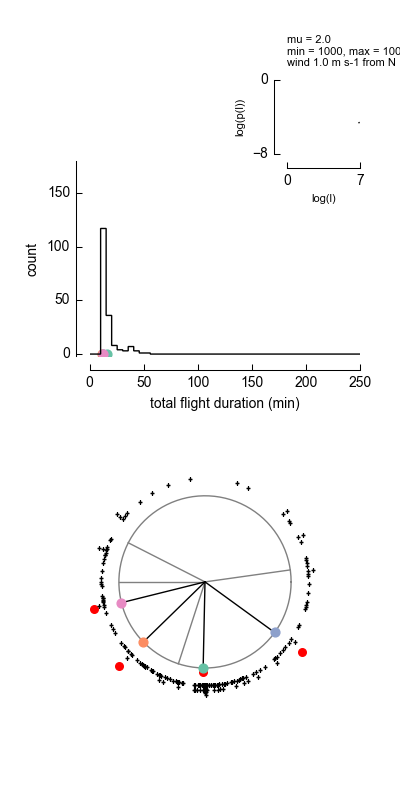 mu = 2.0
min = 1000, max = 100
wind 1.0 m s-1 from N
0
log(p(l))
−8
0 7
log(l)
150
100
count
50
0
0 50 100 150 200 250
total flight duration (min)